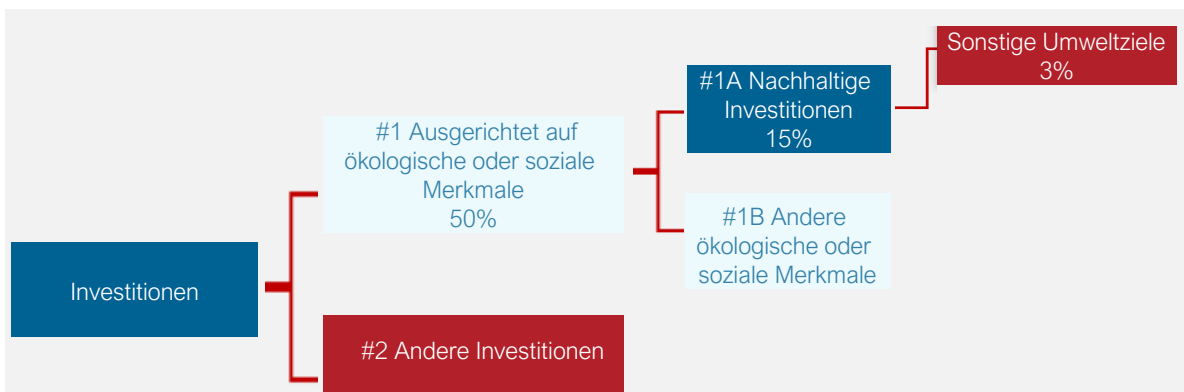 Sonstige Umweltziele
3%
#1A Nachhaltige
Investitionen
15%
#1 Ausgerichtet auf
ökologische oder soziale
Merkmale
50%
#1B Andere
ökologische oder
soziale Merkmale
Investitionen
#2 Andere Investitionen